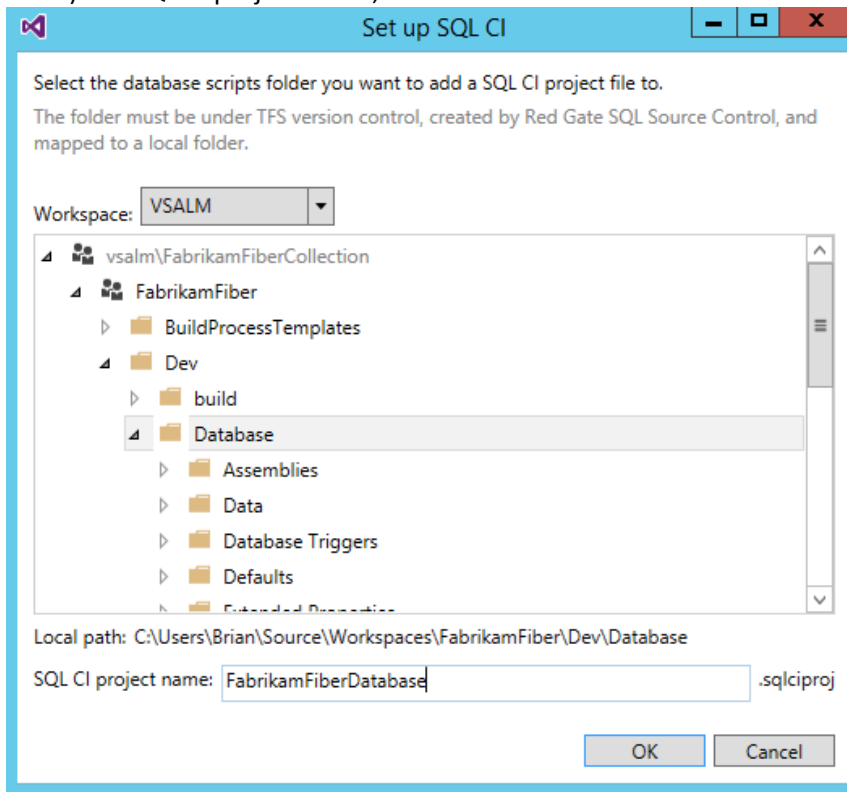 Set up SQL CI
Select the database scripts folder you want to add a SQL CI project file to.
The folder must be under TFS version control, created by Red Gate SQL Source Control, and
mapped to a local folder.
Workspace: VSALM
vsalm\FabrikamFiberCollection
FabrikamFiber
BuildProcessTemplates
Dev
build
Database
Assemblies
Data
Database Triggers
Defaults
Extended Properties
Local path: C:\Users\Brian\Source\Workspaces\FabrikamFiber\Dev\Database
SQL CI project name: FabrikamFiberDatabase .sqlciproj
OK Cancel